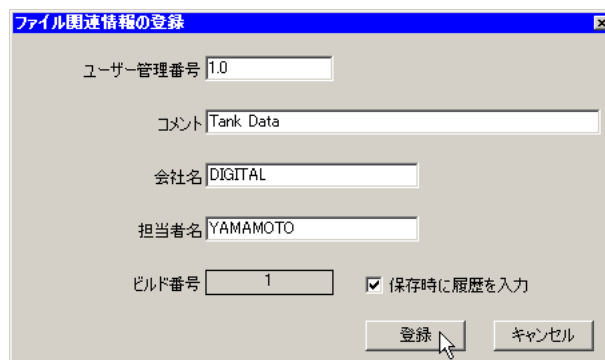 ファイル関連情報の登録
ユーザー管理番号 1.0
コメント Tank Data
会社名 DIGITAL
担当者名 YAMAMOTO
ビルド番号 1 保存時に履歴を入力
登録 キャンセル